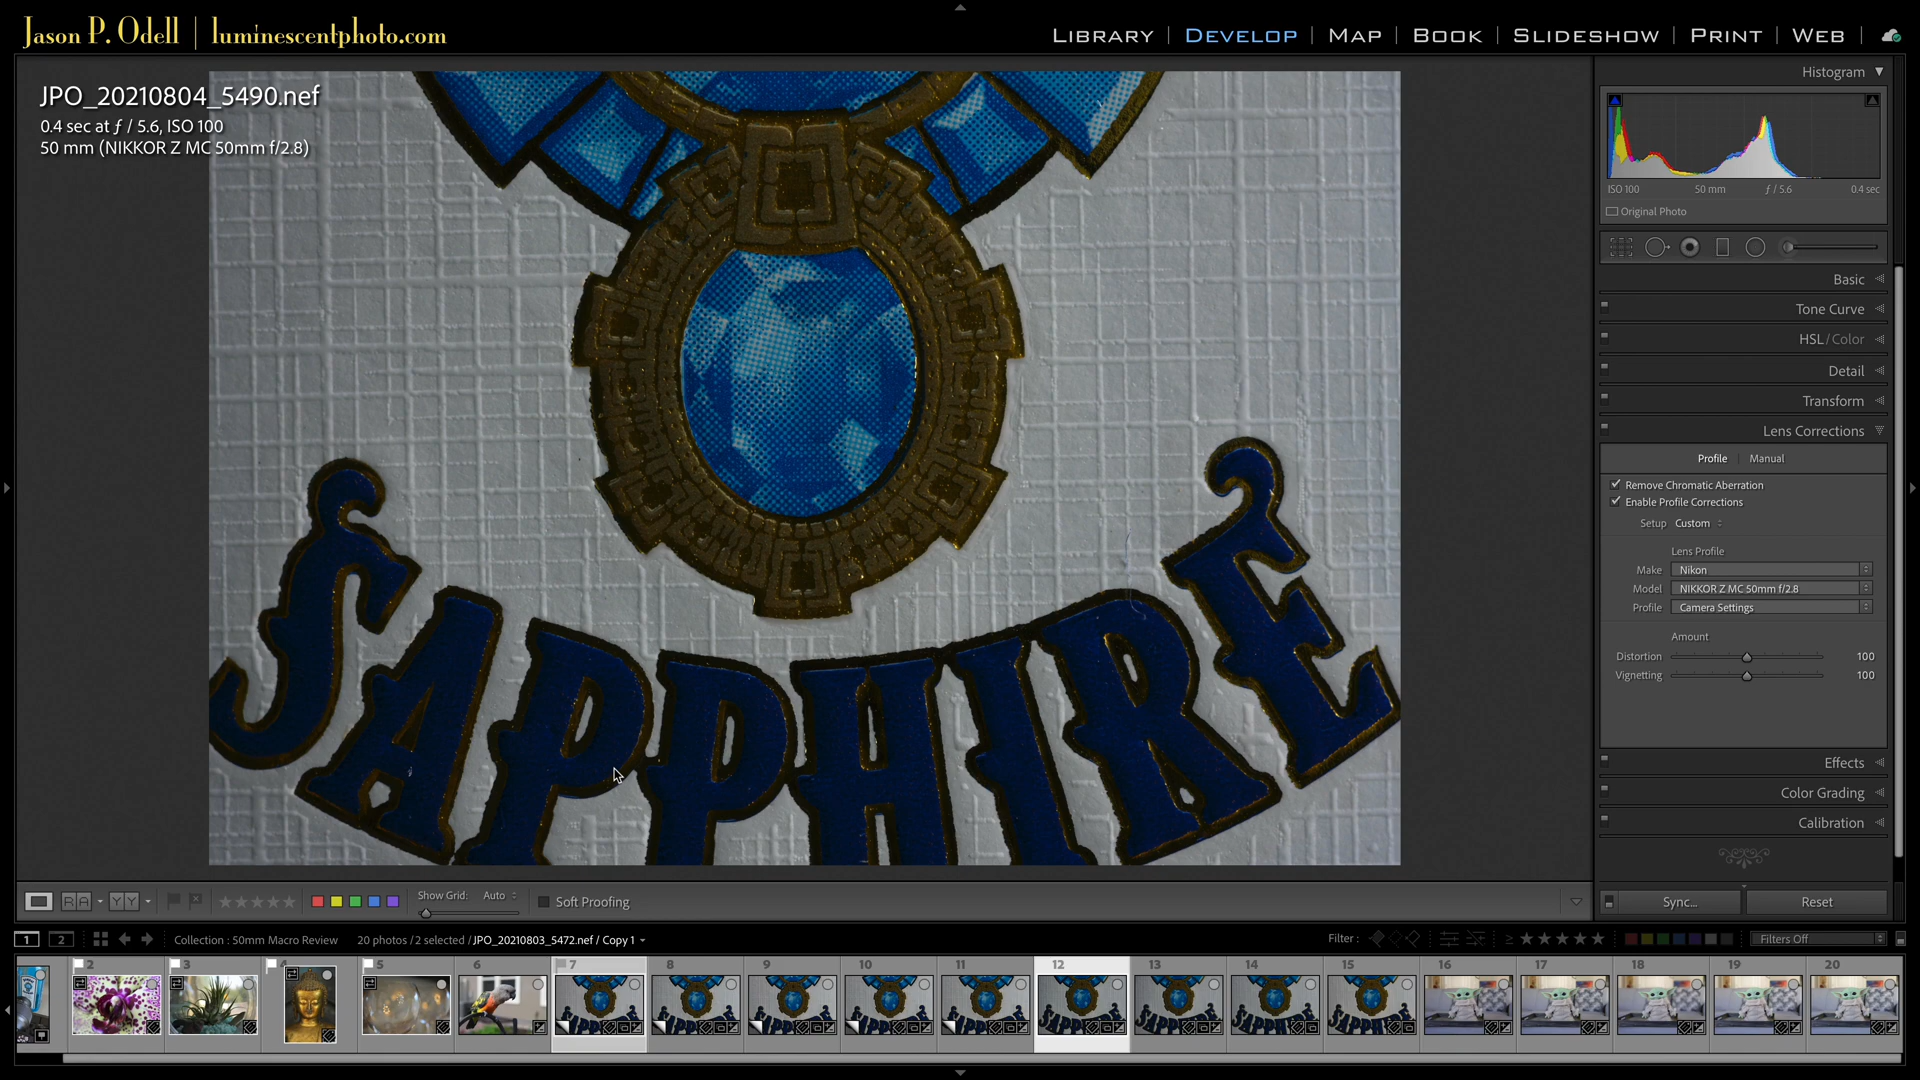 Jason P. Odell | luminescentphoto.com
LIBRARY | DEVELOP | MAP | BOOK | SLIDESHOW | PRINT | WEB
JPO_20210804_5490.nef
0.4 sec at ƒ / 5.6, ISO 100
50 mm (NIKKOR Z MC 50mm f/2.8)
SAPPHIRE
Histogram
ISO 100 50 mm ƒ / 5.6 0.4 sec
Original Photo
Basic
Tone Curve
HSL / Color
Detail
Transform
Lens Corrections
Profile | Manual
Remove Chromatic Aberration
Enable Profile Corrections
Setup Custom
Lens Profile
Make Nikon
Model NIKKOR Z MC 50mm f/2.8
Profile Camera Settings
Amount
Distortion 100
Vignetting 100
Effects
Color Grading
Calibration
Sync... Reset
RA YY Show Grid: Auto Soft Proofing
1 2 Collection : 50mm Macro Review 20 photos / 2 selected / JPO_20210803_5472.nef / Copy 1 Filter : ≥ Filters Off
2 3 4 5 6 7 8 9 10 11 12 13 14 15 16 17 18 19 20